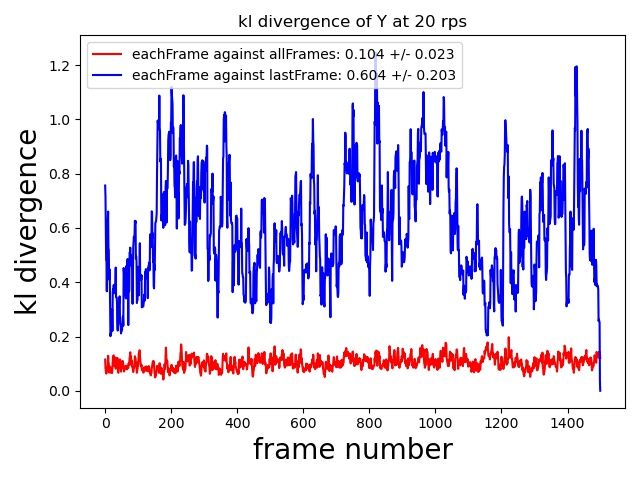 kl divergence of Y at 20 rps
eachFrame against allFrames: 0.104 +/- 0.023
eachFrame against lastFrame: 0.604 +/- 0.203
kl divergence
1.2
1.0
0.8
0.6
0.4
0.2
0.0
0 200 400 600 800 1000 1200 1400
frame number